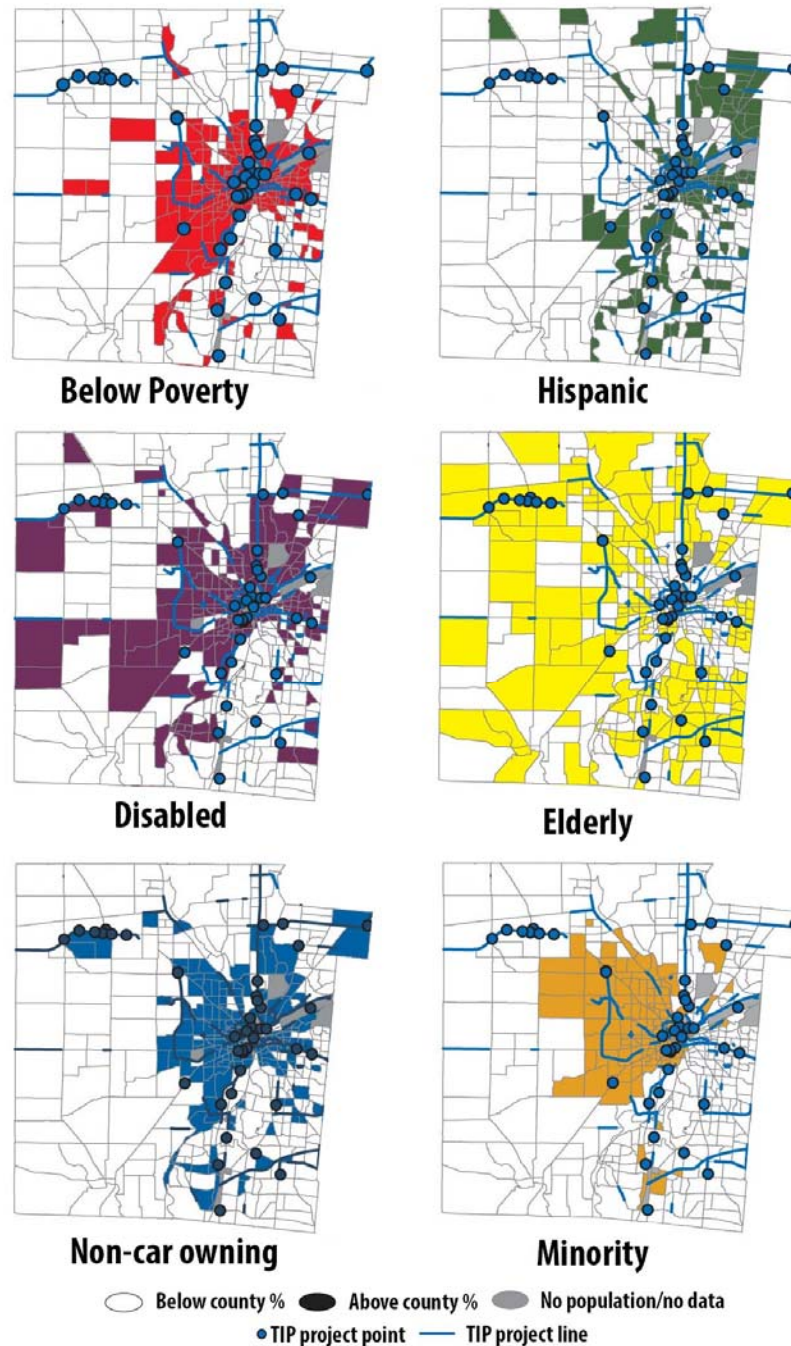 Below Poverty
Hispanic
Disabled
Elderly
Non-car owning
Minority
Below county % Above county % No population/no data
TIP project point TIP project line